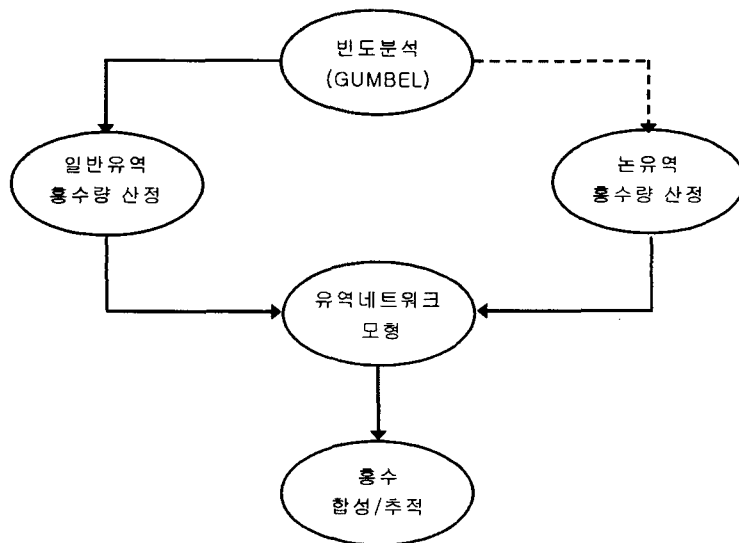 빈도분석
(GUMBEL)
일반유역
홍수량 산정
논유역
홍수량 산정
유역네트워크
모형
홍수
합성/추적